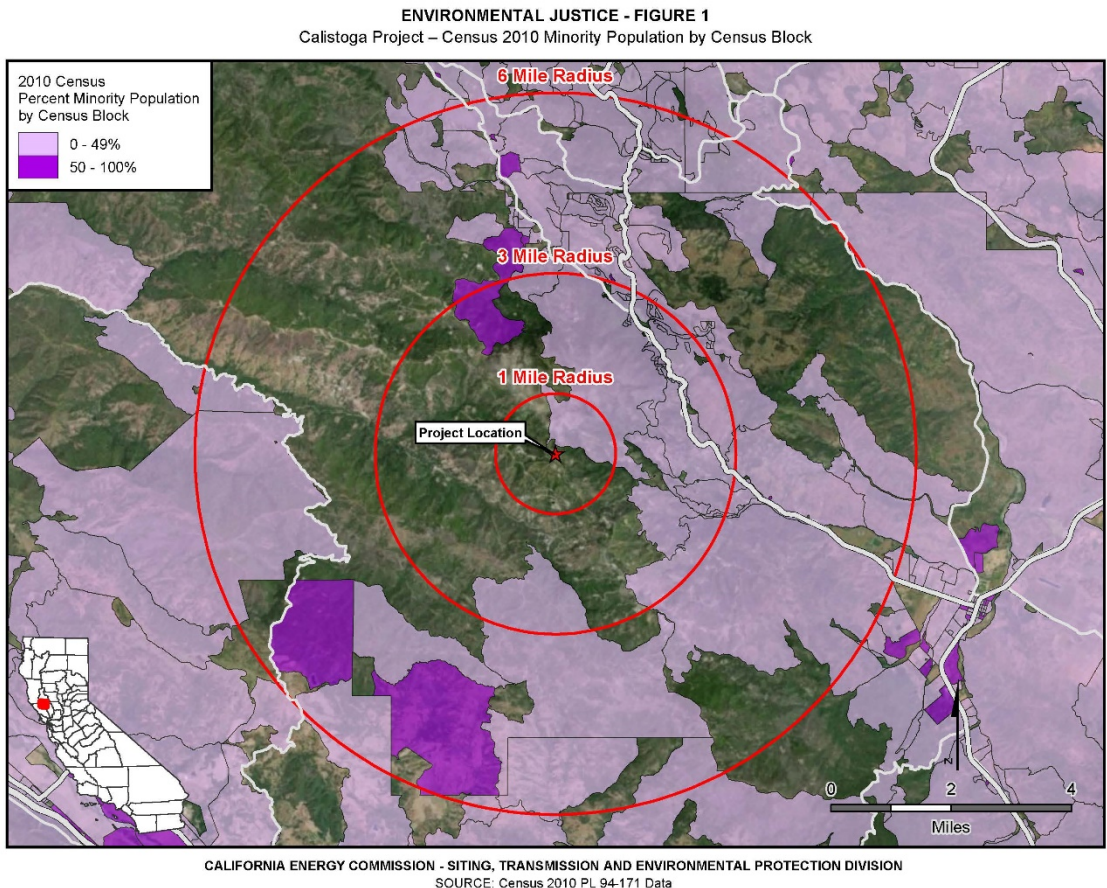 ENVIRONMENTAL JUSTICE - FIGURE 1
Calistoga Project – Census 2010 Minority Population by Census Block
2010 Census
Percent Minority Population
by Census Block
0 - 49%
50 - 100%
6 Mile Radius
3 Mile Radius
1 Mile Radius
Project Location
N
0 2 4
Miles
CALIFORNIA ENERGY COMMISSION - SITING, TRANSMISSION AND ENVIRONMENTAL PROTECTION DIVISION
SOURCE: Census 2010 PL 94-171 Data